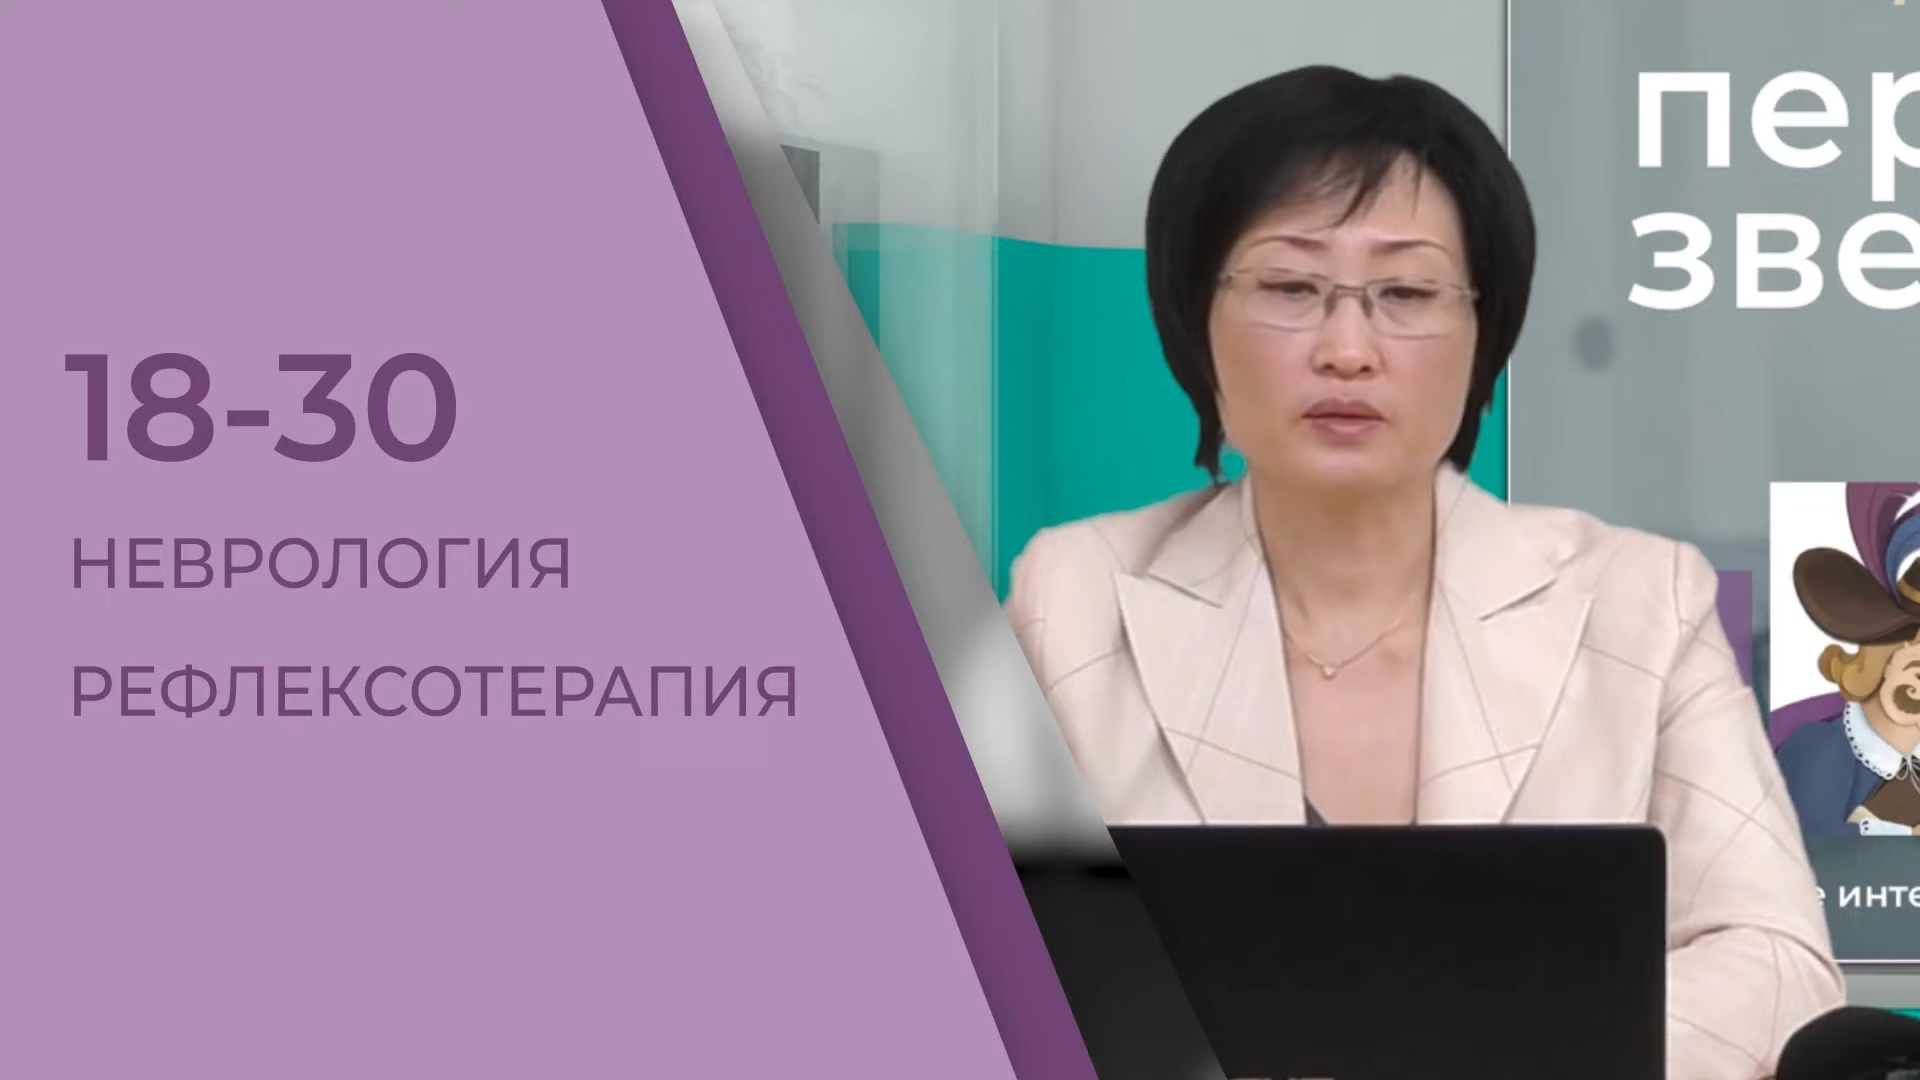 18-30
НЕВРОЛОГИЯ
РЕФЛЕКСОТЕРАПИЯ
пер
зве
е инте